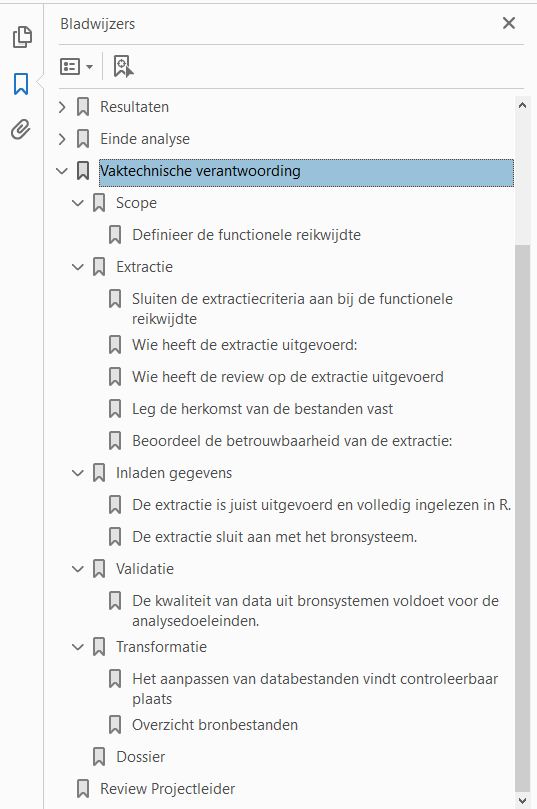 Bladwijzers
Resultaten
Einde analyse
Vaktechnische verantwoording
Scope
Definieer de functionele reikwijdte
Extractie
Sluiten de extractiecriteria aan bij de functionele
reikwijdte
Wie heeft de extractie uitgevoerd:
Wie heeft de review op de extractie uitgevoerd
Leg de herkomst van de bestanden vast
Beoordeel de betrouwbaarheid van de extractie:
Inladen gegevens
De extractie is juist uitgevoerd en volledig ingelezen in R.
De extractie sluit aan met het bronsysteem.
Validatie
De kwaliteit van data uit bronsystemen voldoet voor de
analysedoeleinden.
Transformatie
Het aanpassen van databestanden vindt controleerbaar
plaats
Overzicht bronbestanden
Dossier
Review Projectleider